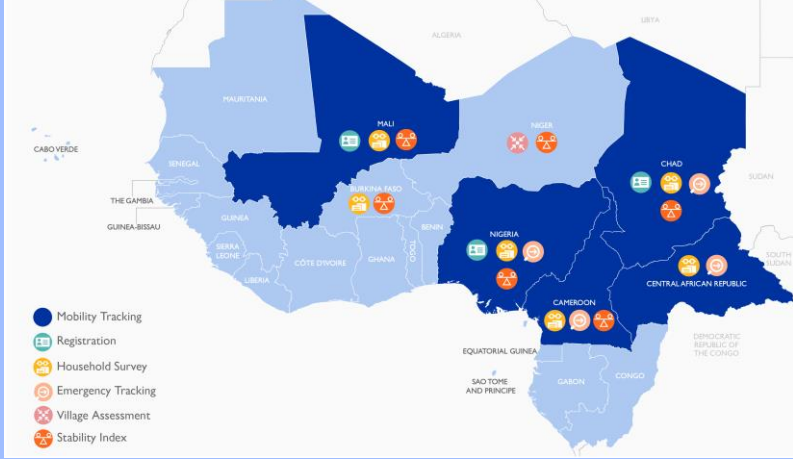 ALGERIA
LIBYA
MAURITANIA
MALI
NIGER
CABO VERDE
CHAD
SENEGAL
SUDAN
BURKINA FASO
THE GAMBIA
GUINEA
BENIN
GUINEA-BISSAU
NIGERIA
SIERRA
LEONE
TOGO
CÔTE D'IVOIRE
GHANA
SOUTH
SUDAN
LIBERIA
CENTRAL AFRICAN REPUBLIC
CAMEROON
Mobility Tracking
Registration
DEMOCRATIC
REPUBLIC OF
THE CONGO
EQUATORIAL GUINEA
Household Survey
SAO TOME
AND PRINCIPE
GABON
CONGO
Emergency Tracking
Village Assessment
Stability Index